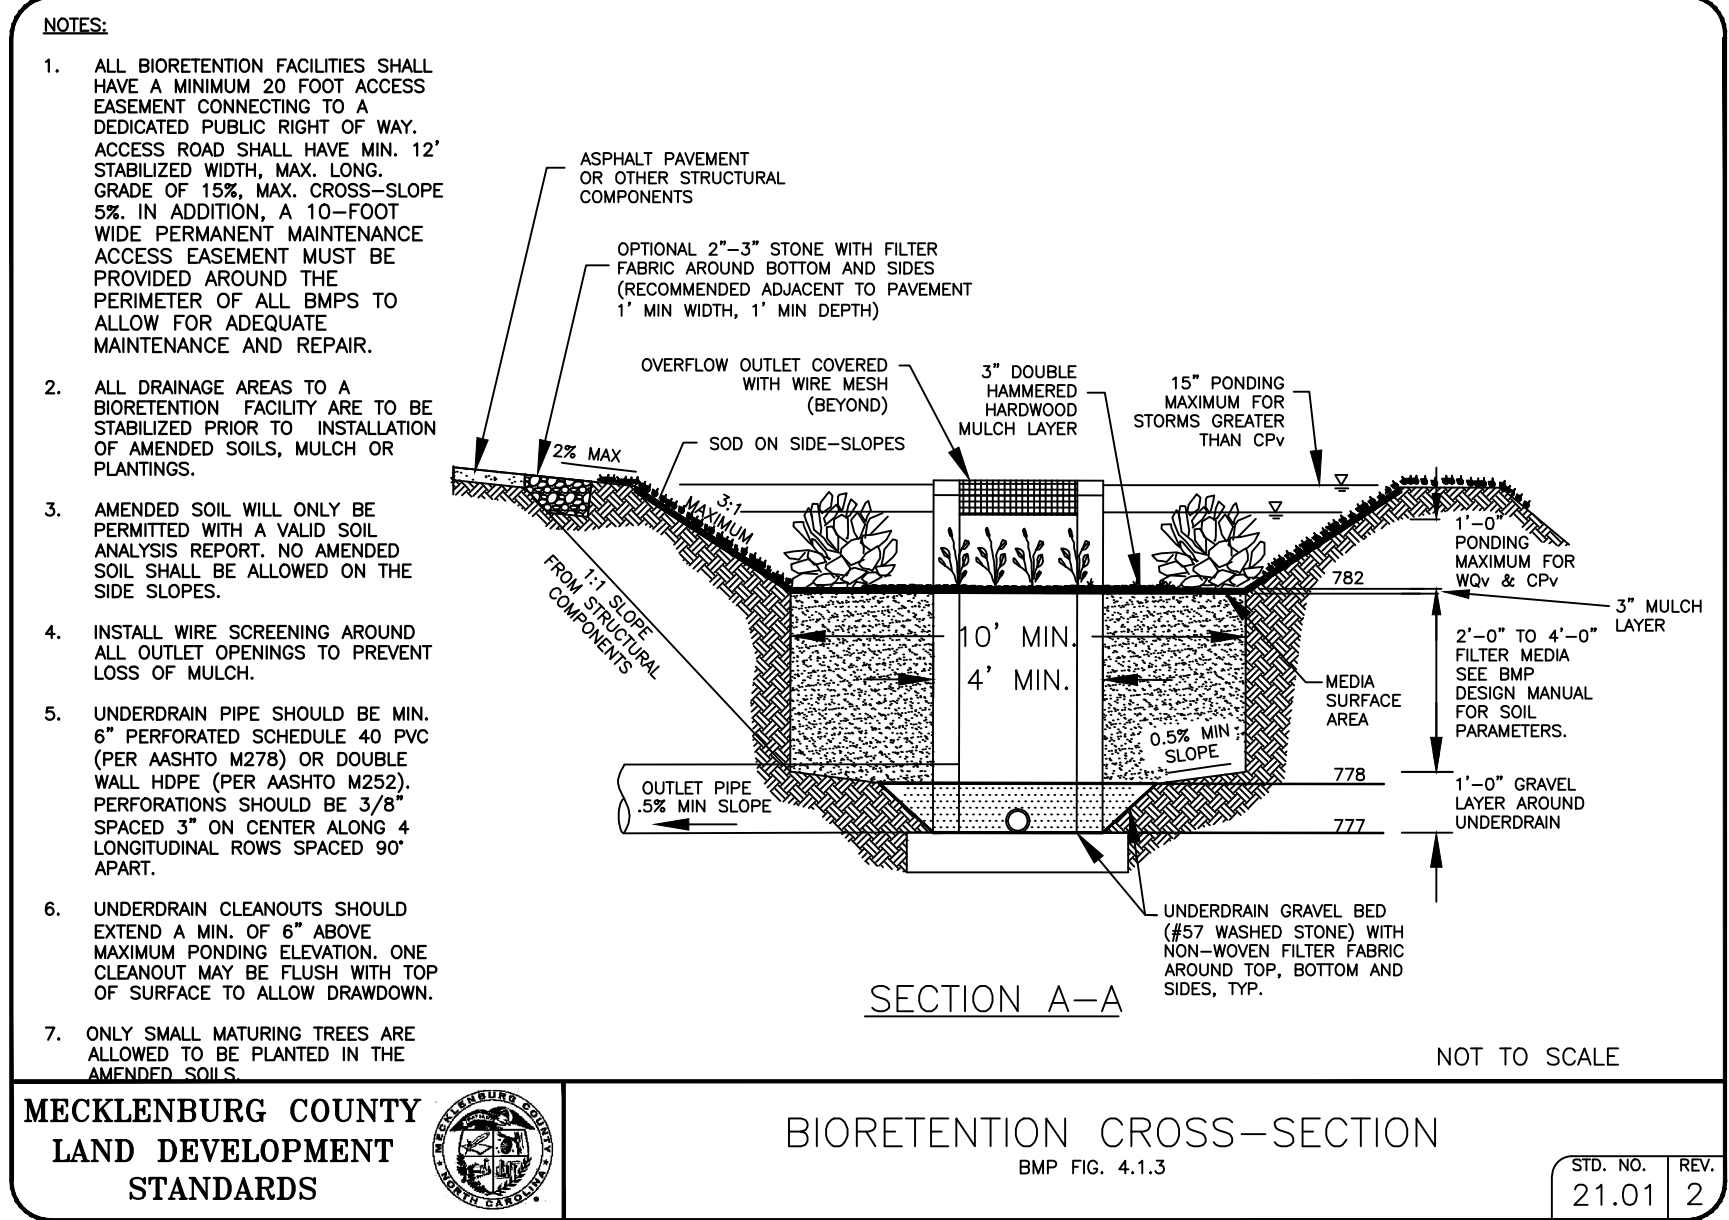 NOTES:
1. ALL BIORETENTION FACILITIES SHALL
HAVE A MINIMUM 20 FOOT ACCESS
EASEMENT CONNECTING TO A
DEDICATED PUBLIC RIGHT OF WAY.
ACCESS ROAD SHALL HAVE MIN. 12'
STABILIZED WIDTH, MAX. LONG.
GRADE OF 15%, MAX. CROSS-SLOPE
5%. IN ADDITION, A 10-FOOT
WIDE PERMANENT MAINTENANCE
ACCESS EASEMENT MUST BE
PROVIDED AROUND THE
PERIMETER OF ALL BMPS TO
ALLOW FOR ADEQUATE
MAINTENANCE AND REPAIR.
2. ALL DRAINAGE AREAS TO A
BIORETENTION FACILITY ARE TO BE
STABILIZED PRIOR TO INSTALLATION
OF AMENDED SOILS, MULCH OR
PLANTINGS.
3. AMENDED SOIL WILL ONLY BE
PERMITTED WITH A VALID SOIL
ANALYSIS REPORT. NO AMENDED
SOIL SHALL BE ALLOWED ON THE
SIDE SLOPES.
4. INSTALL WIRE SCREENING AROUND
ALL OUTLET OPENINGS TO PREVENT
LOSS OF MULCH.
5. UNDERDRAIN PIPE SHOULD BE MIN.
6" PERFORATED SCHEDULE 40 PVC
(PER AASHTO M278) OR DOUBLE
WALL HDPE (PER AASHTO M252).
PERFORATIONS SHOULD BE 3/8"
SPACED 3" ON CENTER ALONG 4
LONGITUDINAL ROWS SPACED 90°
APART.
6. UNDERDRAIN CLEANOUTS SHOULD
EXTEND A MIN. OF 6" ABOVE
MAXIMUM PONDING ELEVATION. ONE
CLEANOUT MAY BE FLUSH WITH TOP
OF SURFACE TO ALLOW DRAWDOWN.
7. ONLY SMALL MATURING TREES ARE
ALLOWED TO BE PLANTED IN THE
AMENDED SOILS.
ASPHALT PAVEMENT
OR OTHER STRUCTURAL
COMPONENTS
OPTIONAL 2"-3" STONE WITH FILTER
FABRIC AROUND BOTTOM AND SIDES
(RECOMMENDED ADJACENT TO PAVEMENT
1' MIN WIDTH, 1' MIN DEPTH)
OVERFLOW OUTLET COVERED
WITH WIRE MESH
(BEYOND)
3" DOUBLE
HAMMERED
HARDWOOD
MULCH LAYER
15" PONDING
MAXIMUM FOR
STORMS GREATER
THAN CPv
SOD ON SIDE-SLOPES
2% MAX
3:1
MAXIMUM
1:1 SLOPE
FROM STRUCTURAL
COMPONENTS
1'-0"
PONDING
MAXIMUM FOR
WQv & CPv
782
3" MULCH
LAYER
10' MIN.
4' MIN.
2'-0" TO 4'-0"
FILTER MEDIA
SEE BMP
DESIGN MANUAL
FOR SOIL
PARAMETERS.
MEDIA
SURFACE
AREA
0.5% MIN
SLOPE
OUTLET PIPE
.5% MIN SLOPE
778
777
1'-0" GRAVEL
LAYER AROUND
UNDERDRAIN
UNDERDRAIN GRAVEL BED
(#57 WASHED STONE) WITH
NON-WOVEN FILTER FABRIC
AROUND TOP, BOTTOM AND
SIDES, TYP.
SECTION A-A
NOT TO SCALE
MECKLENBURG COUNTY
LAND DEVELOPMENT
STANDARDS
MECKLENBURG COUNTY
NORTH CAROLINA
BIORETENTION CROSS-SECTION
BMP FIG. 4.1.3
STD. NO.
21.01
REV.
2